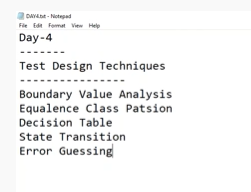 DAY4.txt - Notepad
File Edit Format View Help
Day-4
-------
Test Design Techniques
----------------
Boundary Value Analysis
Equalence Class Patsion
Decision Table
State Transition
Error Guessing